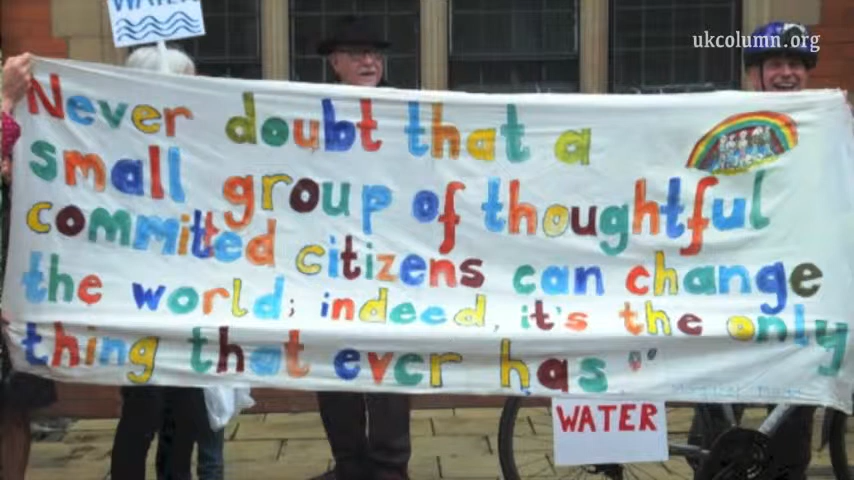 WATER
ukcolumn.org
Never doubt that a
small group of thoughtful
committed citizens can change
the world; indeed, it's the only
thing that ever has"
WATER